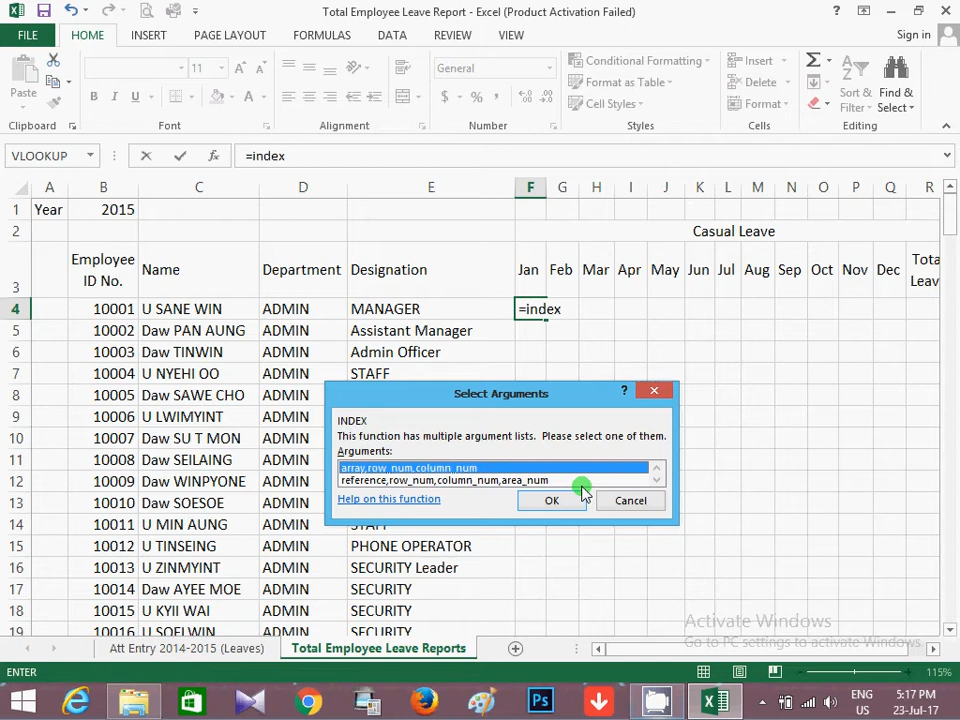 Total Employee Leave Report - Excel (Product Activation Failed)
FILE HOME INSERT PAGE LAYOUT FORMULAS DATA REVIEW VIEW Sign in
Paste
11
General
Conditional Formatting
Format as Table
Cell Styles
Insert
Delete
Format
Sort & Filter
Find & Select
B I U A $ %
Clipboard Font Alignment Number Styles Cells Editing
VLOOKUP fx =index
A B C D E F G H I J K L M N O P Q R
1 Year 2015
2 Casual Leave
3 Employee ID No. Name Department Designation Jan Feb Mar Apr May Jun Jul Aug Sep Oct Nov Dec Tota Leav
4 10001 U SANE WIN ADMIN MANAGER =index
5 10002 Daw PAN AUNG ADMIN Assistant Manager
6 10003 Daw TINWIN ADMIN Admin Officer
7 10004 U NYEHI OO ADMIN STAFF
8 10005 Daw SAWE CHO ADMIN
9 10006 U LWIMYINT ADMIN
10 10007 Daw SU T MON ADMIN
11 10008 Daw SEILAING ADMIN
12 10009 Daw WINPYONE ADMIN
13 10010 Daw SOESOE ADMIN
14 10011 U MIN AUNG ADMIN STAFF
15 10012 U TINSEING ADMIN PHONE OPERATOR
16 10013 U ZINMYINT ADMIN SECURITY Leader
17 10014 Daw AYEE MOE ADMIN SECURITY
18 10015 U KYII WAI ADMIN SECURITY
19 10016 U SOELWIN ADMIN SECURITY
Select Arguments
INDEX
This function has multiple argument lists. Please select one of them.
Arguments:
array,row_num,column_num
reference,row_num,column_num,area_num
Help on this function
OK Cancel
Activate Windows
Go to PC settings to activate Windows.
Att Entry 2014-2015 (Leaves) Total Employee Leave Reports
ENTER 115%
Ps
ENG
US
5:17 PM
23-Jul-17